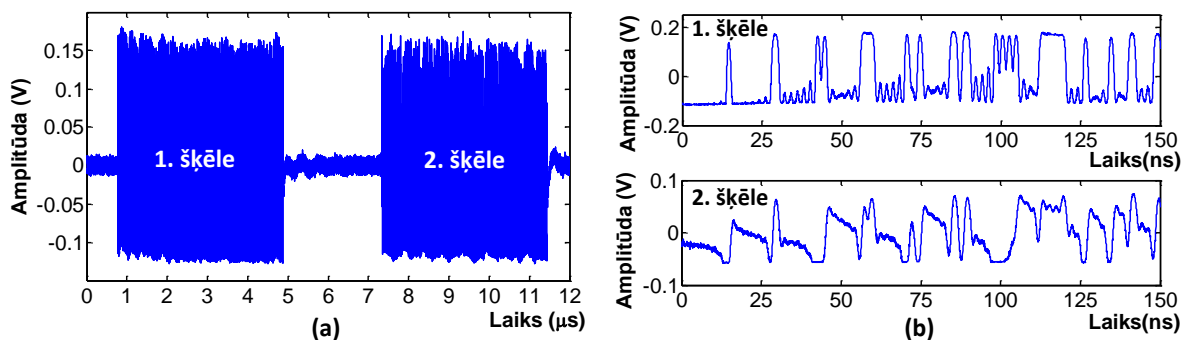 0.15
0.1
0.05
0
-0.05
-0.1
Amplitūda (V)
1. šķēle
2. šķēle
0 1 2 3 4 5 6 7 8 9 10 11 12
Laiks (μs)
(a)
0.2
0
-0.2
Amplitūda (V)
1. šķēle
0 25 50 75 100 125 150
Laiks(ns)
0.1
0
-0.1
Amplitūda (V)
2. šķēle
0 25 50 75 100 125 150
Laiks(ns)
(b)